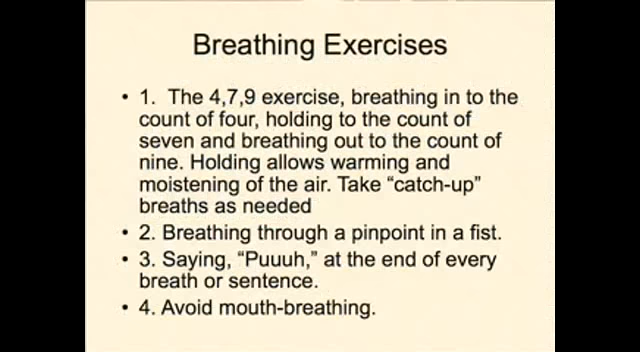 Breathing Exercises
• 1. The 4,7,9 exercise, breathing in to the
count of four, holding to the count of
seven and breathing out to the count of
nine. Holding allows warming and
moistening of the air. Take “catch-up”
breaths as needed
• 2. Breathing through a pinpoint in a fist.
• 3. Saying, “Puuuh,” at the end of every
breath or sentence.
• 4. Avoid mouth-breathing.